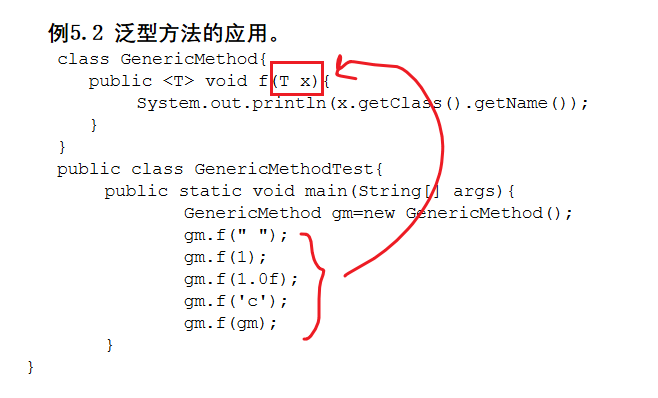 例5.2 泛型方法的应用。
class GenericMethod{
public <T> void f(T x){
System.out.println(x.getClass().getName());
}
}
public class GenericMethodTest{
public static void main(String[] args){
GenericMethod gm=new GenericMethod();
gm.f(" ");
gm.f(1);
gm.f(1.0f);
gm.f('c');
gm.f(gm);
}
}